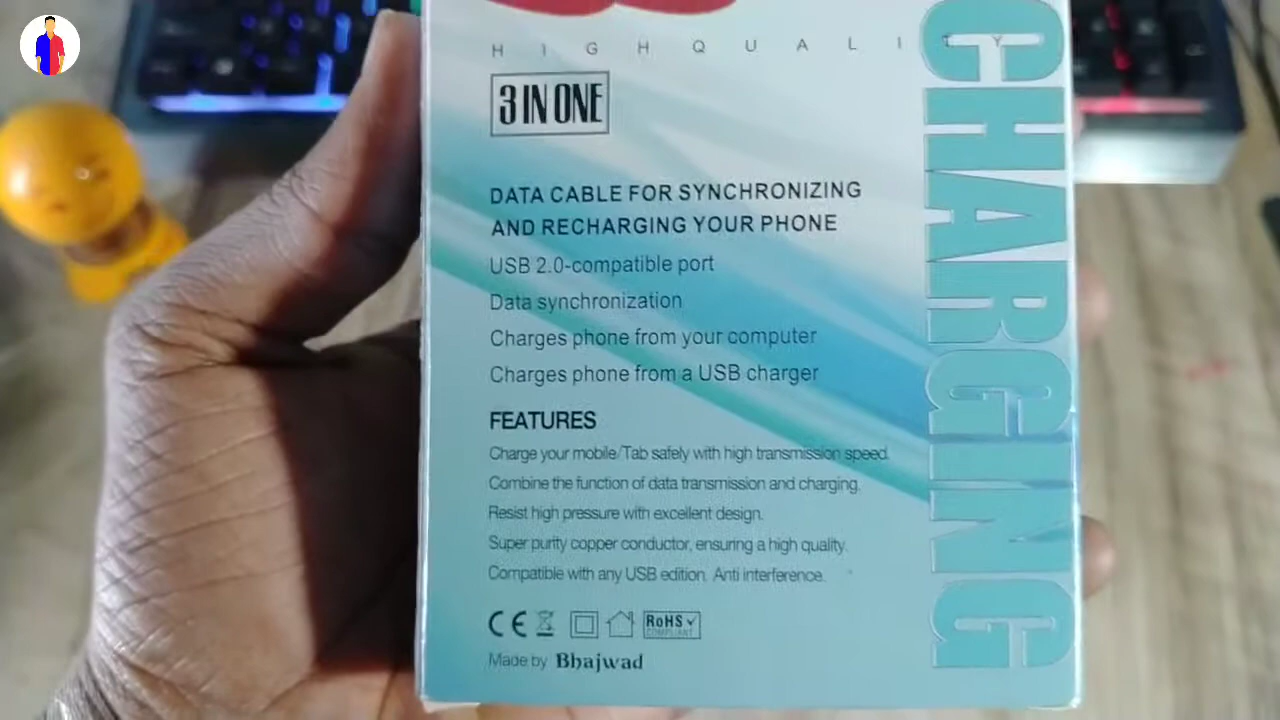 HIGH QUALITY
3 IN ONE
DATA CABLE FOR SYNCHRONIZING
AND RECHARGING YOUR PHONE
USB 2.0-compatible port
Data synchronization
Charges phone from your computer
Charges phone from a USB charger
FEATURES
Charge your mobile/Tab safely with high transmission speed.
Combine the function of data transmission and charging.
Resist high pressure with excellent design.
Super purity copper conductor, ensuring a high quality.
Compatible with any USB edition. Anti interference.
CE RoHS
COMPLIANT
Made by Bhajwad
CHARGING